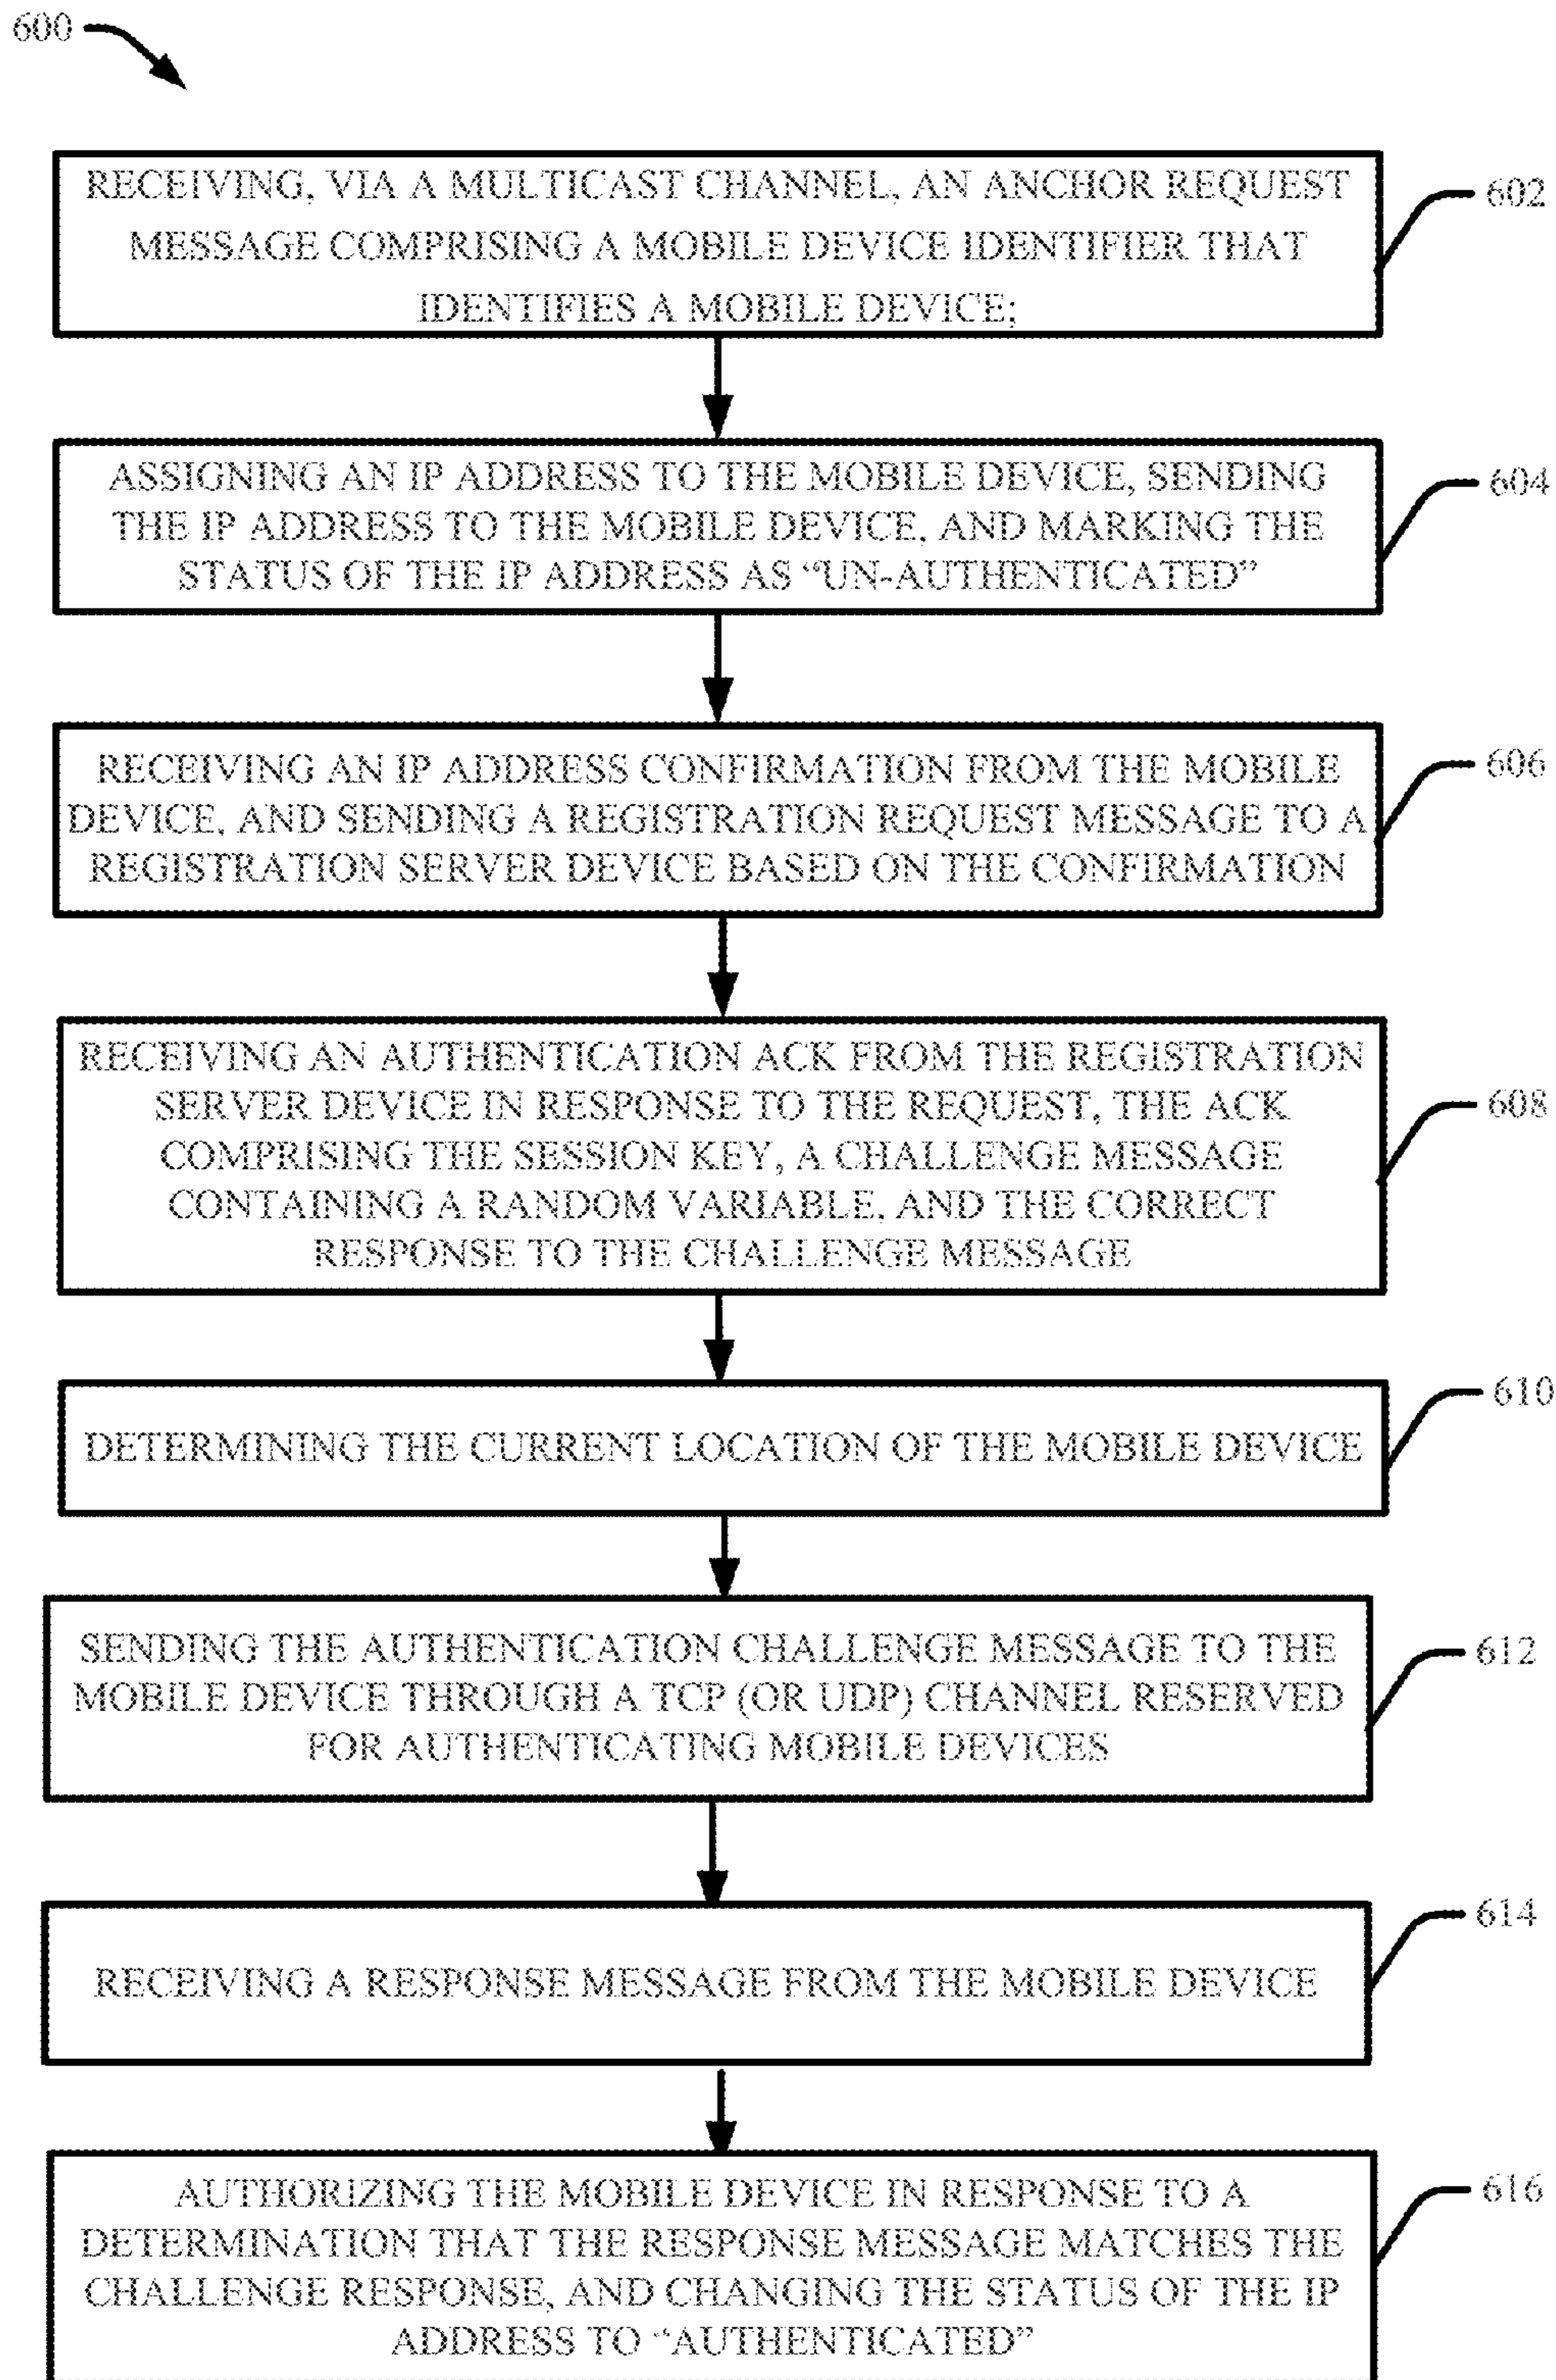 600
RECEIVING, VIA A MULTICAST CHANNEL, AN ANCHOR REQUEST
MESSAGE COMPRISING A MOBILE DEVICE IDENTIFIER THAT
IDENTIFIES A MOBILE DEVICE;
602
ASSIGNING AN IP ADDRESS TO THE MOBILE DEVICE, SENDING
THE IP ADDRESS TO THE MOBILE DEVICE, AND MARKING THE
STATUS OF THE IP ADDRESS AS “UN-AUTHENTICATED”
604
RECEIVING AN IP ADDRESS CONFIRMATION FROM THE MOBILE
DEVICE, AND SENDING A REGISTRATION REQUEST MESSAGE TO A
REGISTRATION SERVER DEVICE BASED ON THE CONFIRMATION
606
RECEIVING AN AUTHENTICATION ACK FROM THE REGISTRATION
SERVER DEVICE IN RESPONSE TO THE REQUEST, THE ACK
COMPRISING THE SESSION KEY, A CHALLENGE MESSAGE
CONTAINING A RANDOM VARIABLE, AND THE CORRECT
RESPONSE TO THE CHALLENGE MESSAGE
608
DETERMINING THE CURRENT LOCATION OF THE MOBILE DEVICE
610
SENDING THE AUTHENTICATION CHALLENGE MESSAGE TO THE
MOBILE DEVICE THROUGH A TCP (OR UDP) CHANNEL RESERVED
FOR AUTHENTICATING MOBILE DEVICES
612
RECEIVING A RESPONSE MESSAGE FROM THE MOBILE DEVICE
614
AUTHORIZING THE MOBILE DEVICE IN RESPONSE TO A
DETERMINATION THAT THE RESPONSE MESSAGE MATCHES THE
CHALLENGE RESPONSE, AND CHANGING THE STATUS OF THE IP
ADDRESS TO “AUTHENTICATED”
616